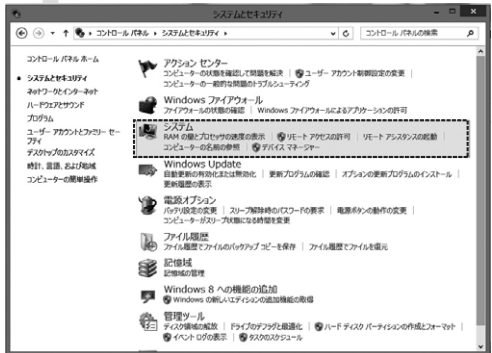 システムとセキュリティ
コントロール パネル
システムとセキュリティ
コントロール パネルの検索
コントロール パネル ホーム
システムとセキュリティ
ネットワークとインターネット
ハードウェアとサウンド
プログラム
ユーザー アカウントとファミリー セー
フティ
デスクトップのカスタマイズ
時計、言語、および地域
コンピューターの簡単操作
アクション センター
コンピューターの状態を確認して問題を解決 ユーザー アカウント制御設定の変更
コンピューターの一般的な問題のトラブルシューティング
Windows ファイアウォール
ファイアウォールの状態の確認 Windows ファイアウォールによるアプリケーションの許可
システム
RAM の量とプロセッサの速度の表示 リモート アクセスの許可 リモート アシスタンスの起動
コンピューターの名前の参照 デバイス マネージャー
Windows Update
自動更新の有効化または無効化 更新プログラムの確認 オプションの更新プログラムのインストール
更新履歴の表示
電源オプション
バッテリ設定の変更 スリープ解除時のパスワードの要求 電源ボタンの動作の変更
コンピューターがスリープ状態になる時間を変更
ファイル履歴
ファイル履歴でファイルのバックアップ コピーを保存 ファイル履歴でファイルを復元
記憶域
記憶域の管理
Windows 8 への機能の追加
Windows の新しいエディションの追加機能の取得
管理ツール
ディスク領域の解放 ドライブのデフラグと最適化 ハード ディスク パーティションの作成とフォーマット
イベント ログの表示 タスクのスケジュール